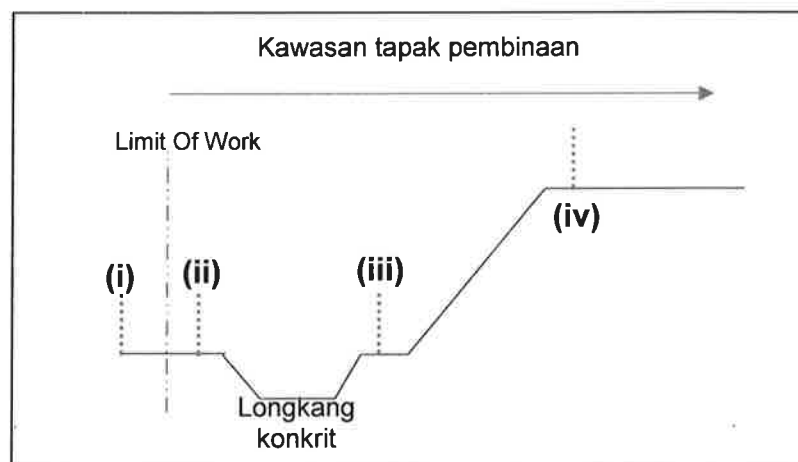 Kawasan tapak pembinaan
Limit Of Work
(i)
(ii)
(iii)
(iv)
Longkang
konkrit